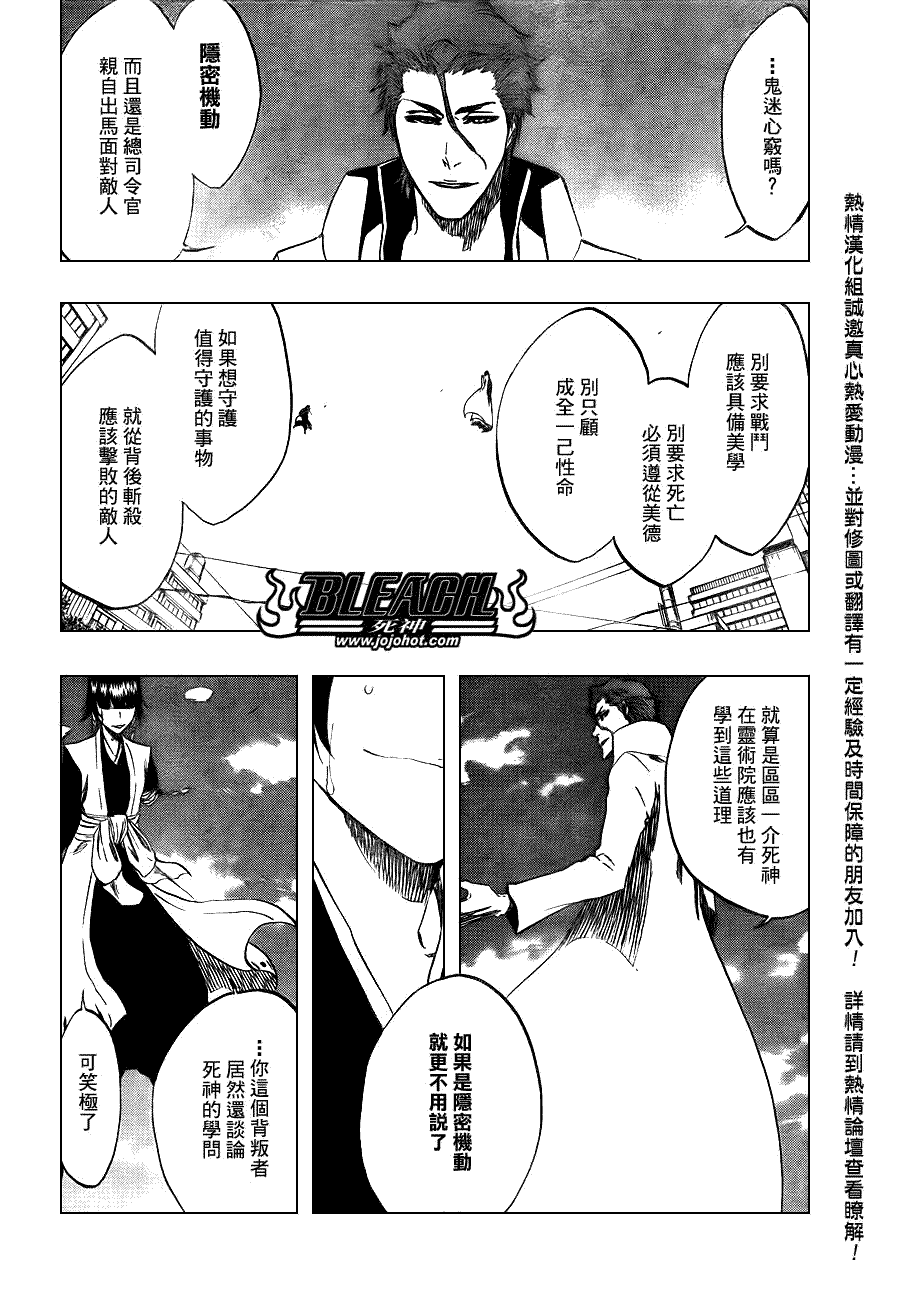 …鬼迷心竅嗎?
隱密機動
而且還是總司令官
親自出馬面對敵人
別要求戰鬥
應該具備美學
別要求死亡
必須遵從美德
別只顧
成全一己性命
如果想守護
值得守護的事物
就從背後斬殺
應該擊敗的敵人
BLEACH
死神
www.jojohot.com
就算是區區一介死神
在靈術院應該也有
學到這些道理
如果是隱密機動
就更不用說了
…你這個背叛者
居然還談論
死神的學問
可笑極了
熱情漢化組誠邀真心熱愛動漫…並對修圖或翻譯有一定經驗及時間保障的朋友加入! 詳情請到熱情論壇查看瞭解!